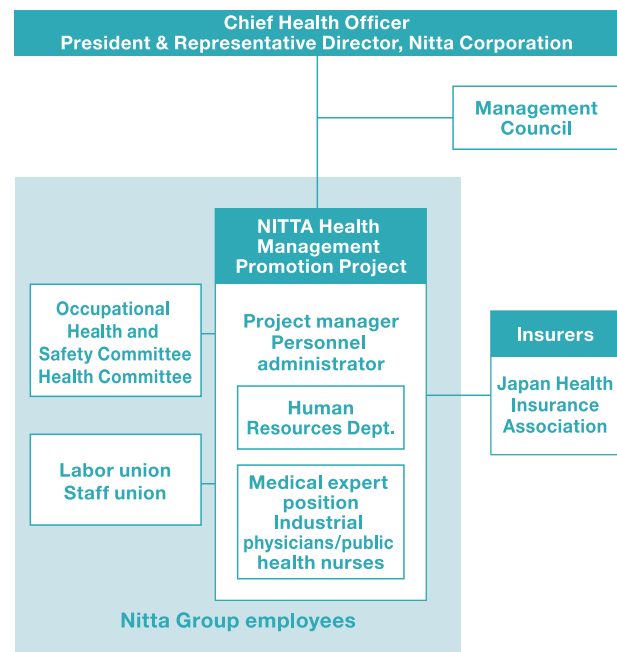 Chief Health Officer
President & Representative Director, Nitta Corporation
Management
Council
NITTA Health
Management
Promotion Project
Occupational
Health and
Safety Committee
Health Committee
Project manager
Personnel
administrator
Human
Resources Dept.
Insurers
Japan Health
Insurance
Association
Labor union
Staff union
Medical expert
position
Industrial
physicians/public
health nurses
Nitta Group employees